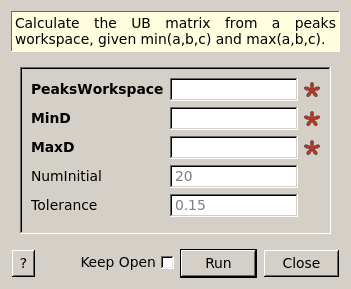 Calculate the UB matrix from a peaks
workspace, given min(a,b,c) and max(a,b,c).
PeaksWorkspace
MinD
MaxD
NumInitial 20
Tolerance 0.15
? Keep Open Run Close